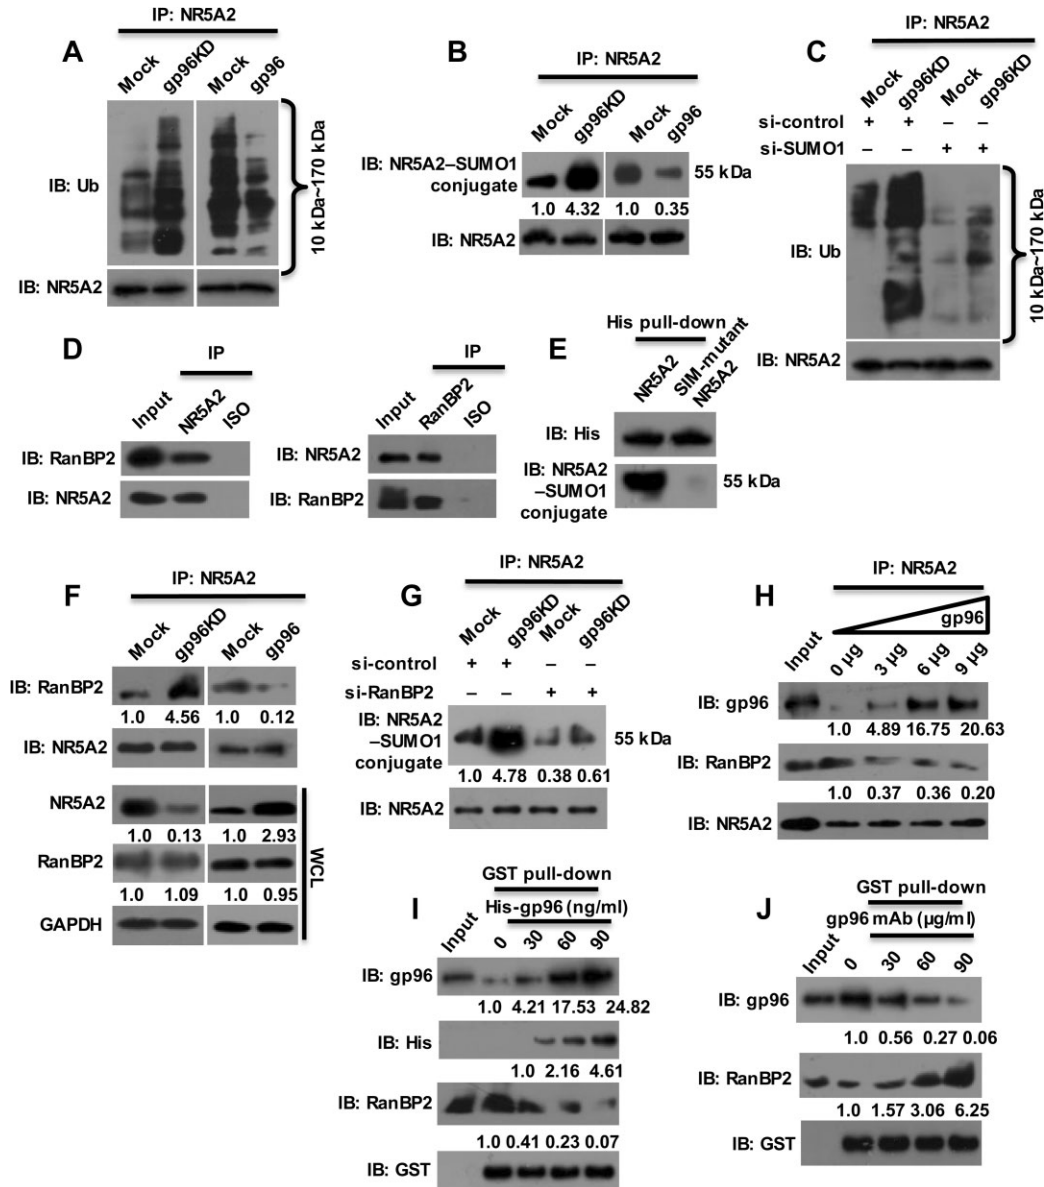 A
IP: NR5A2
Mock
gp96KD
Mock
gp96
IB: Ub
10 kDa~170 kDa
IB: NR5A2
B
IP: NR5A2
Mock
gp96KD
Mock
gp96
IB: NR5A2–SUMO1
conjugate
55 kDa
1.0 4.32 1.0 0.35
IB: NR5A2
C
IP: NR5A2
Mock
gp96KD
Mock
gp96KD
si-control + + – –
si-SUMO1 – – + +
IB: Ub
10 kDa~170 kDa
IB: NR5A2
D
IP
Input
NR5A2
ISO
IB: RanBP2
IB: NR5A2
IP
Input
RanBP2
ISO
IB: NR5A2
IB: RanBP2
E
His pull-down
NR5A2
SIM-mutant
NR5A2
IB: His
IB: NR5A2
–SUMO1
conjugate
55 kDa
F
IP: NR5A2
Mock
gp96KD
Mock
gp96
IB: RanBP2
1.0 4.56 1.0 0.12
IB: NR5A2
NR5A2
1.0 0.13 1.0 2.93
RanBP2
1.0 1.09 1.0 0.95
GAPDH
WCL
G
IP: NR5A2
Mock
gp96KD
Mock
gp96KD
si-control + + – –
si-RanBP2 – – + +
IB: NR5A2
–SUMO1
conjugate
55 kDa
1.0 4.78 0.38 0.61
IB: NR5A2
H
IP: NR5A2
gp96
Input
0 µg
3 µg
6 µg
9 µg
IB: gp96
1.0 4.89 16.75 20.63
IB: RanBP2
1.0 0.37 0.36 0.20
IB: NR5A2
I
GST pull-down
His-gp96 (ng/ml)
Input
0
30
60
90
IB: gp96
1.0 4.21 17.53 24.82
IB: His
1.0 2.16 4.61
IB: RanBP2
1.0 0.41 0.23 0.07
IB: GST
J
GST pull-down
gp96 mAb (µg/ml)
Input
0
30
60
90
IB: gp96
1.0 0.56 0.27 0.06
IB: RanBP2
1.0 1.57 3.06 6.25
IB: GST